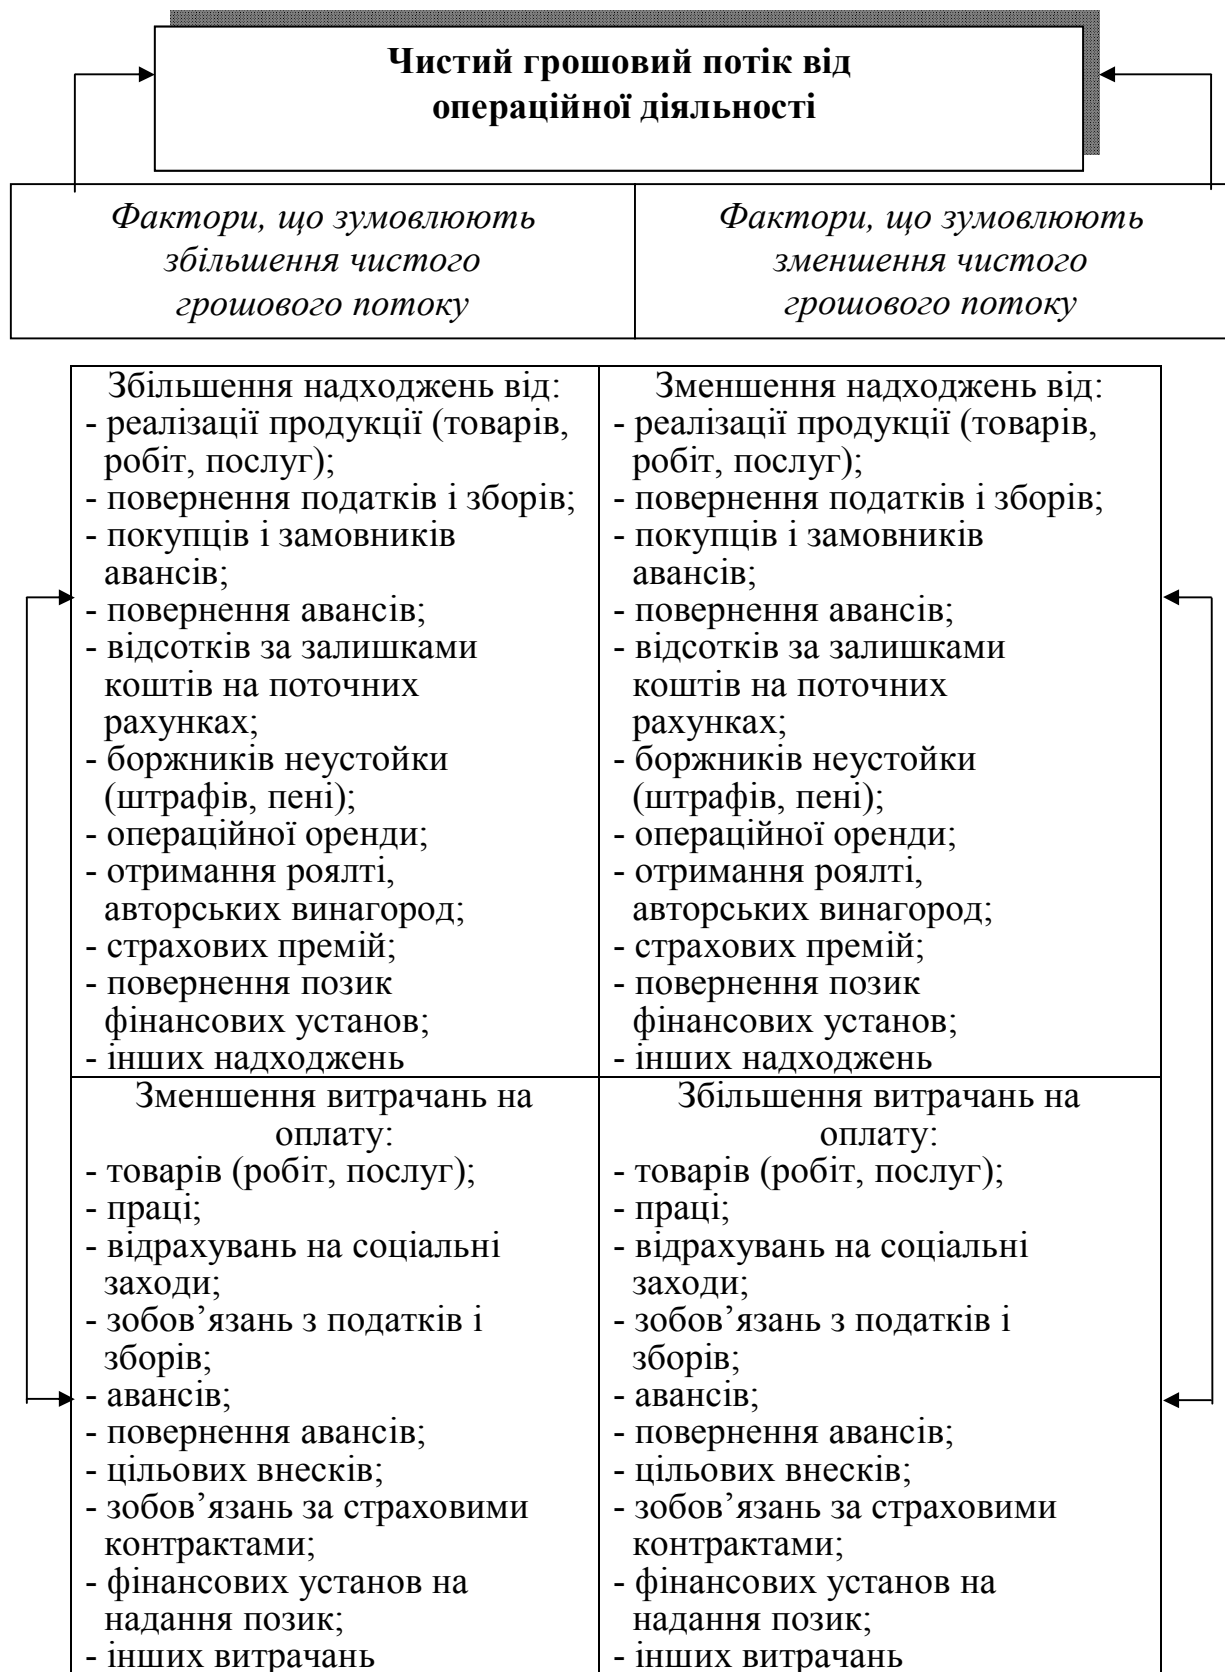 Чистий грошовий потік від
операційної діяльності
Фактори, що зумовлюють
збільшення чистого
грошового потоку
Фактори, що зумовлюють
зменшення чистого
грошового потоку
Збільшення надходжень від:
- реалізації продукції (товарів,
робіт, послуг);
- повернення податків і зборів;
- покупців і замовників
авансів;
- повернення авансів;
- відсотків за залишками
коштів на поточних
рахунках;
- боржників неустойки
(штрафів, пені);
- операційної оренди;
- отримання роялті,
авторських винагород;
- страхових премій;
- повернення позик
фінансових установ;
- інших надходжень
Зменшення надходжень від:
- реалізації продукції (товарів,
робіт, послуг);
- повернення податків і зборів;
- покупців і замовників
авансів;
- повернення авансів;
- відсотків за залишками
коштів на поточних
рахунках;
- боржників неустойки
(штрафів, пені);
- операційної оренди;
- отримання роялті,
авторських винагород;
- страхових премій;
- повернення позик
фінансових установ;
- інших надходжень
Зменшення витрачань на
оплату:
- товарів (робіт, послуг);
- праці;
- відрахувань на соціальні
заходи;
- зобов’язань з податків і
зборів;
- авансів;
- повернення авансів;
- цільових внесків;
- зобов’язань за страховими
контрактами;
- фінансових установ на
надання позик;
- інших витрачань
Збільшення витрачань на
оплату:
- товарів (робіт, послуг);
- праці;
- відрахувань на соціальні
заходи;
- зобов’язань з податків і
зборів;
- авансів;
- повернення авансів;
- цільових внесків;
- зобов’язань за страховими
контрактами;
- фінансових установ на
надання позик;
- інших витрачань